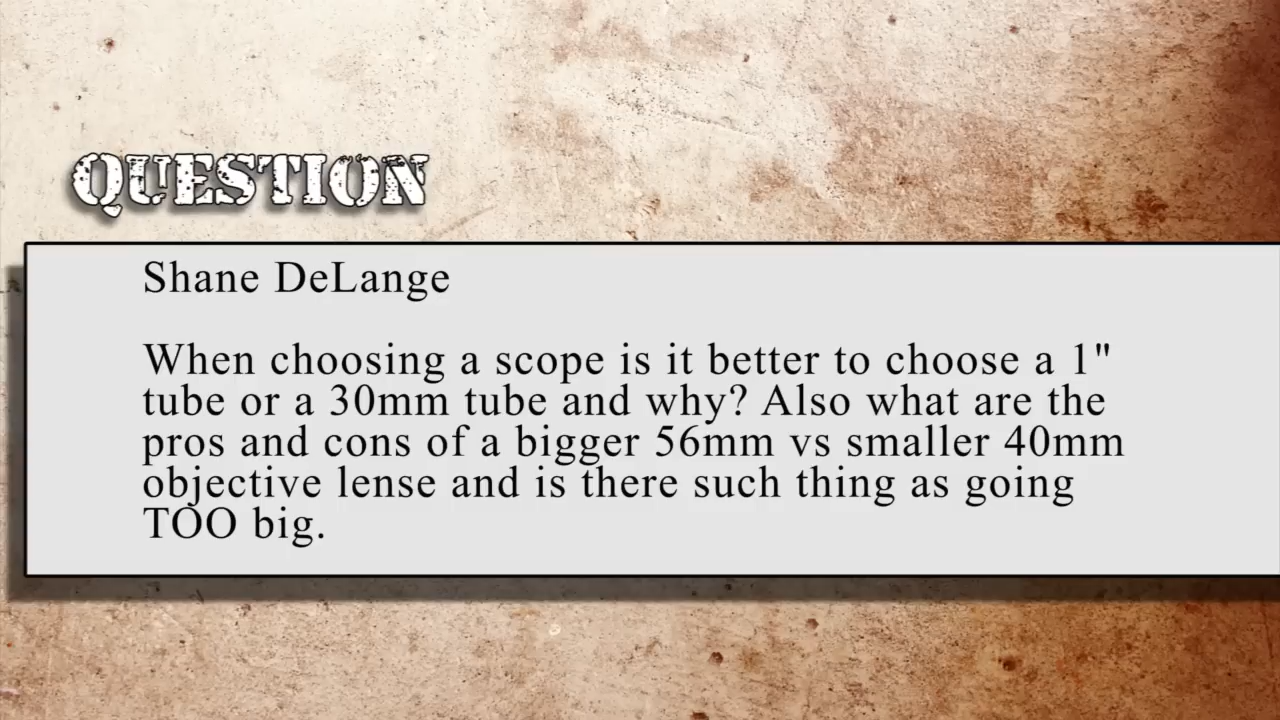 QUESTION
Shane DeLange
When choosing a scope is it better to choose a 1"
tube or a 30mm tube and why? Also what are the
pros and cons of a bigger 56mm vs smaller 40mm
objective lense and is there such thing as going
TOO big.